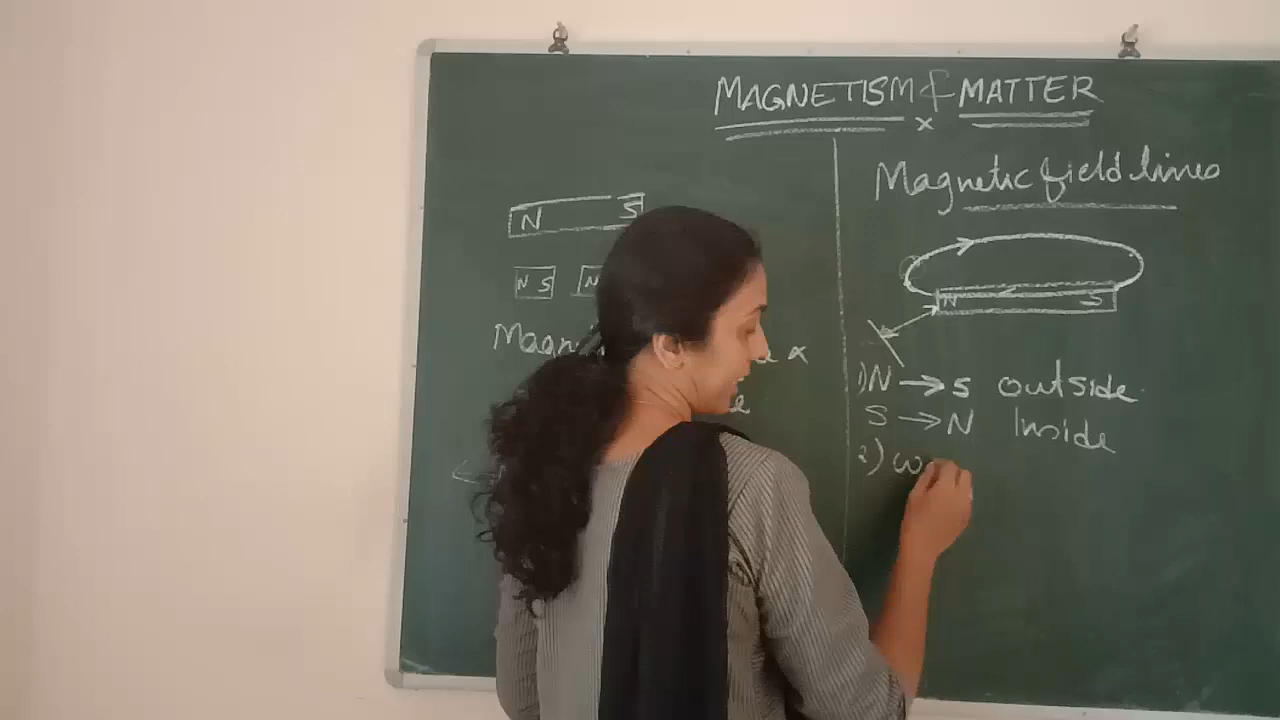 MAGNETISM & MATTER
x
N S
N S N
Magn
Magnetic field lines
N S
1) N → S outside
S → N Inside
2) w